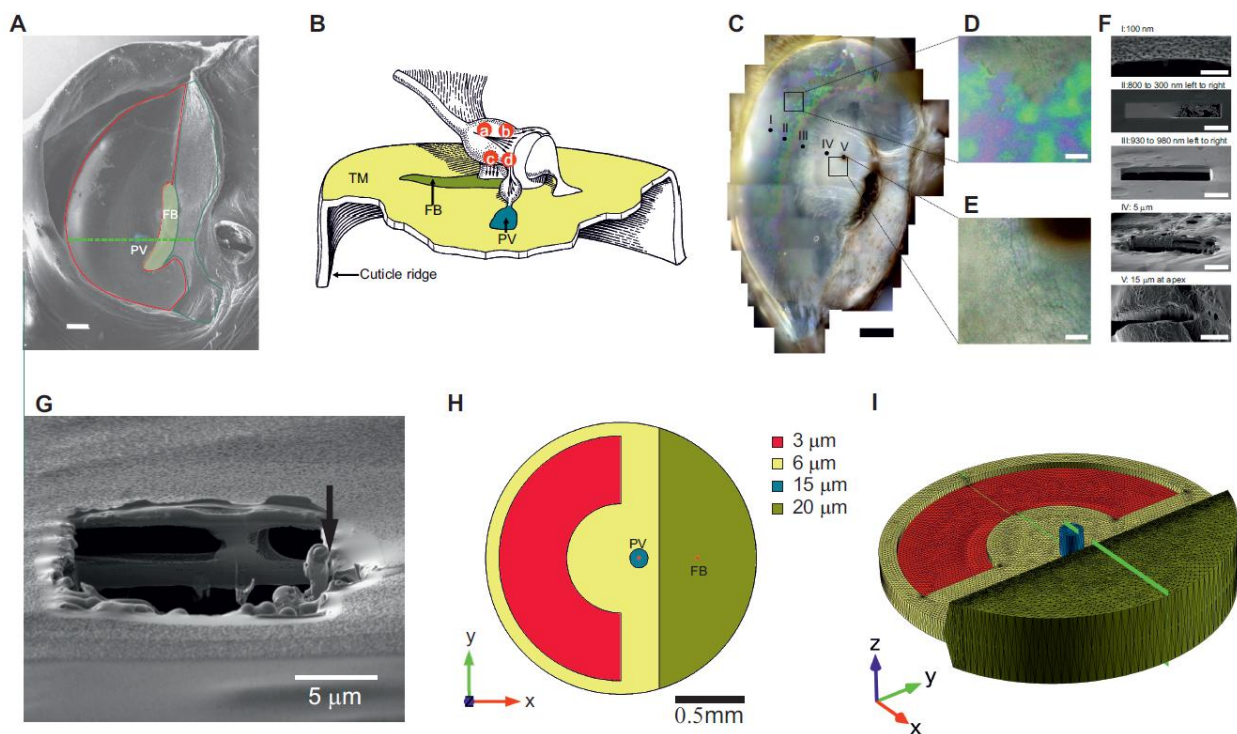 A
FB
PV
B
a b
c d
TM
FB
PV
Cuticle ridge
C
I
II
III
IV
V
D
E
F
I:100 nm
II:800 to 300 nm left to right
III:930 to 980 nm left to right
IV: 5 µm
V: 15 µm at apex
G
5 µm
H
PV
FB
3 µm
6 µm
15 µm
20 µm
y
x
0.5mm
I
z
y
x